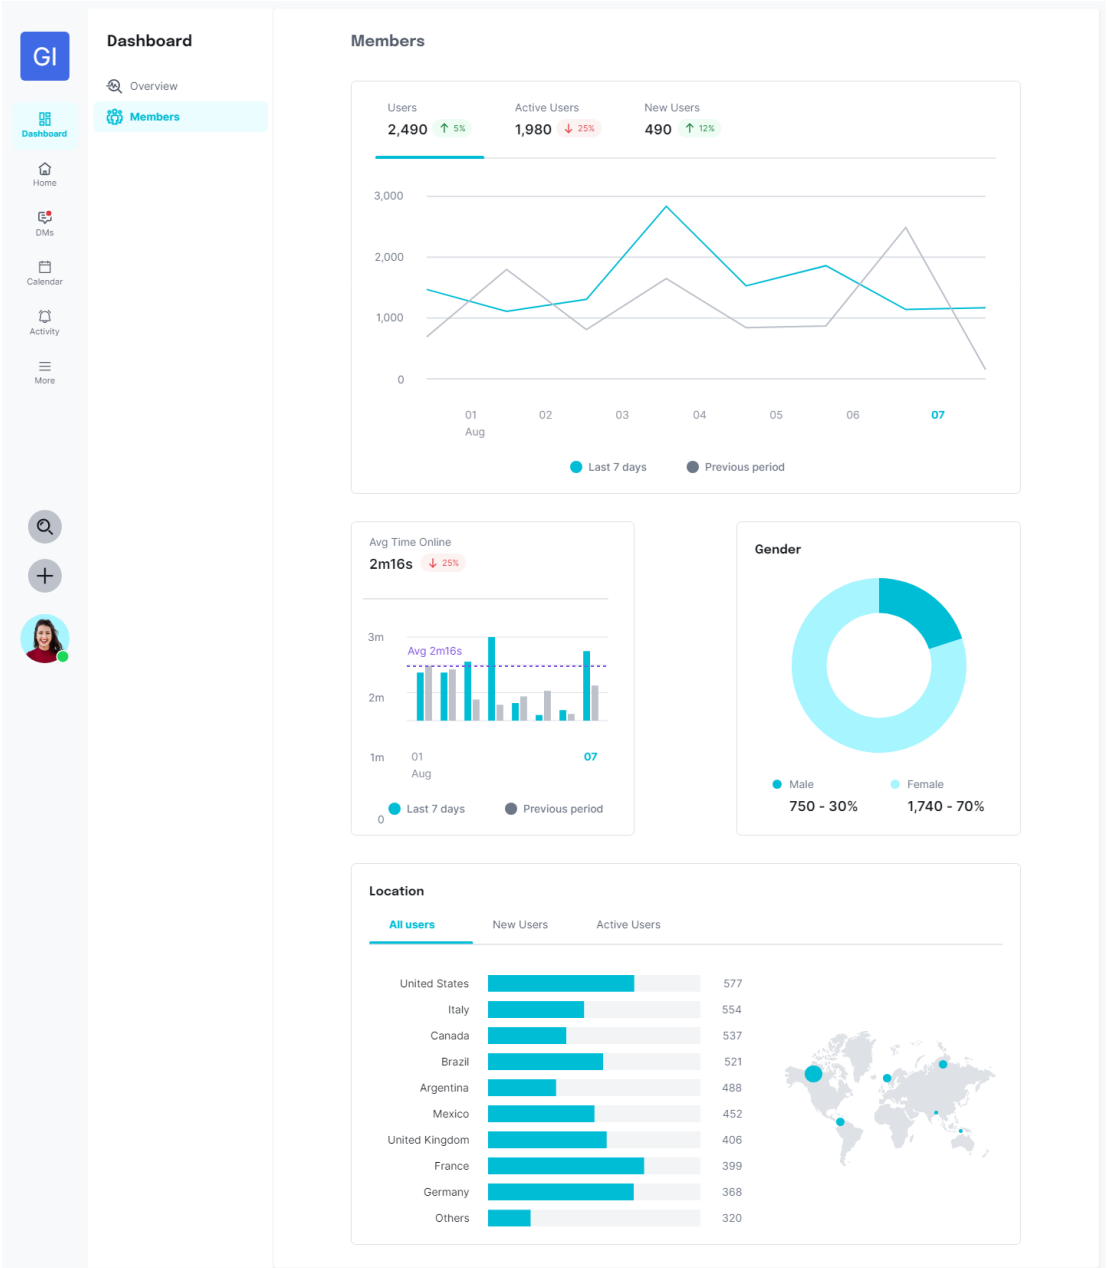 GI
Dashboard
Home
DMs
Calendar
Activity
More
Dashboard
Overview
Members
Members
Users
Active Users
New Users
2,490 5%
1,980 25%
490 12%
3,000
2,000
1,000
0
01 02 03 04 05 06 07
Aug
Last 7 days Previous period
Avg Time Online
2m16s 25%
3m
Avg 2m16s
2m
1m
01 07
Aug
Last 7 days Previous period
0
Gender
Male Female
750 - 30% 1,740 - 70%
Location
All users New Users Active Users
United States 577
Italy 554
Canada 537
Brazil 521
Argentina 488
Mexico 452
United Kingdom 406
France 399
Germany 368
Others 320